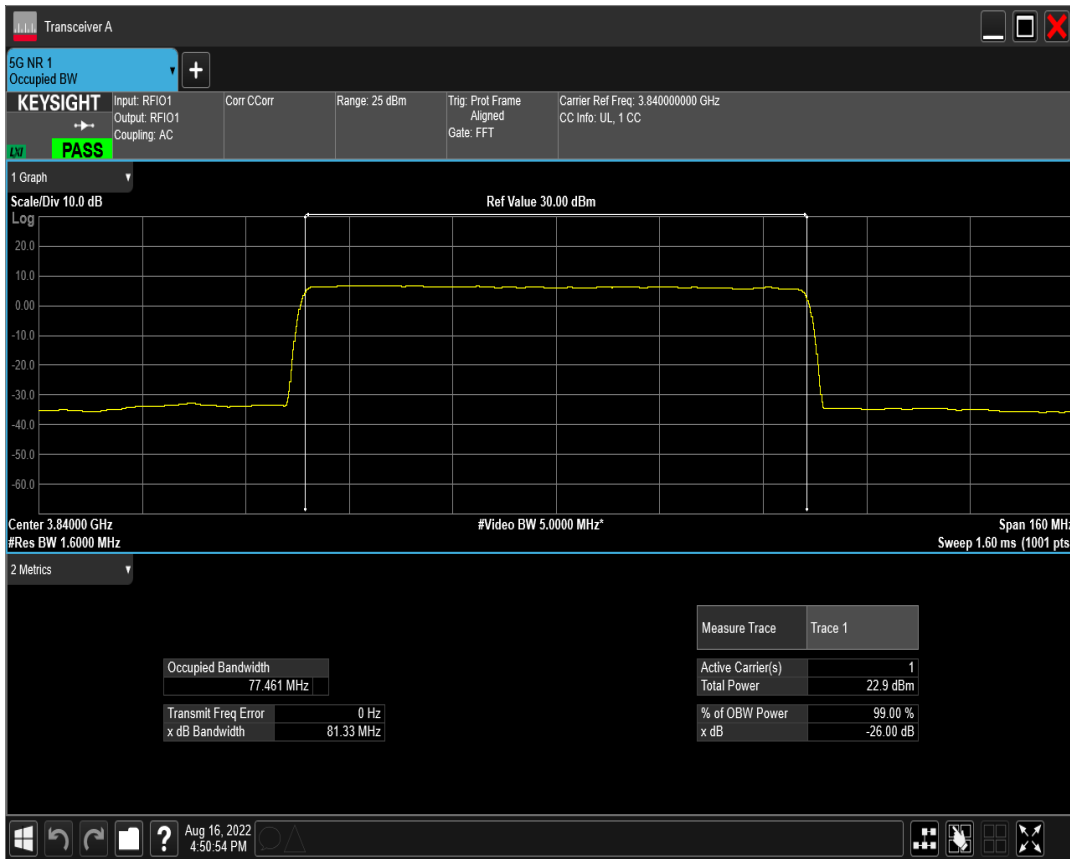 Transceiver A
5G NR 1
Occupied BW
+
KEYSIGHT
LXI
PASS
Input: RFIO1
Output: RFIO1
Coupling: AC
Corr CCorr
Range: 25 dBm
Trig: Prot Frame
Aligned
Gate: FFT
Carrier Ref Freq: 3.840000000 GHz
CC Info: UL, 1 CC
1 Graph
Scale/Div 10.0 dB
Ref Value 30.00 dBm
Log
20.0
10.0
0.00
-10.0
-20.0
-30.0
-40.0
-50.0
-60.0
Center 3.84000 GHz
#Video BW 5.0000 MHz*
Span 160 MHz
#Res BW 1.6000 MHz
Sweep 1.60 ms (1001 pts
2 Metrics
Measure Trace Trace 1
Occupied Bandwidth
77.461 MHz
Active Carrier(s) 1
Total Power 22.9 dBm
Transmit Freq Error 0 Hz
x dB Bandwidth 81.33 MHz
% of OBW Power 99.00 %
x dB -26.00 dB
?
Aug 16, 2022
4:50:54 PM